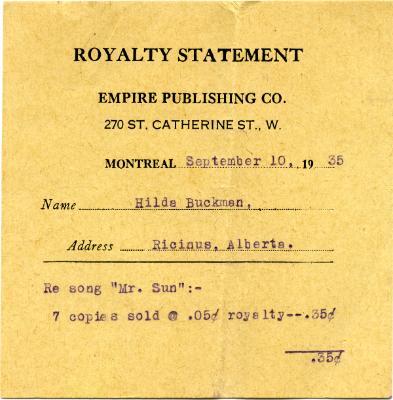 ROYALTY STATEMENT
EMPIRE PUBLISHING CO.
270 ST. CATHERINE ST., W.
MONTREAL September 10, 19 35
Name Hilda Buckman,
Address Ricinus, Alberta.
Re song "Mr. Sun":-
7 copies sold @ .05¢ royalty--.35¢
.35¢